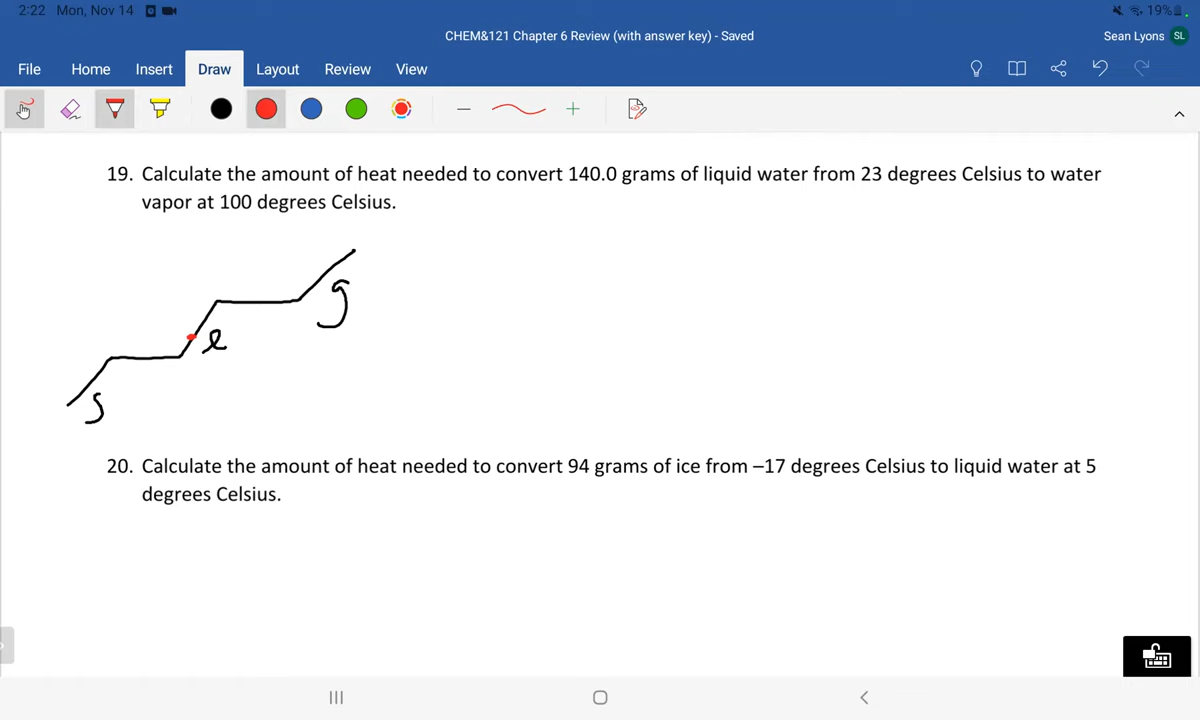 2:22 Mon, Nov 14
19%
CHEM&121 Chapter 6 Review (with answer key) - Saved
Sean Lyons SL
File Home Insert Draw Layout Review View
19. Calculate the amount of heat needed to convert 140.0 grams of liquid water from 23 degrees Celsius to water
vapor at 100 degrees Celsius.
g
l
s
20. Calculate the amount of heat needed to convert 94 grams of ice from –17 degrees Celsius to liquid water at 5
degrees Celsius.